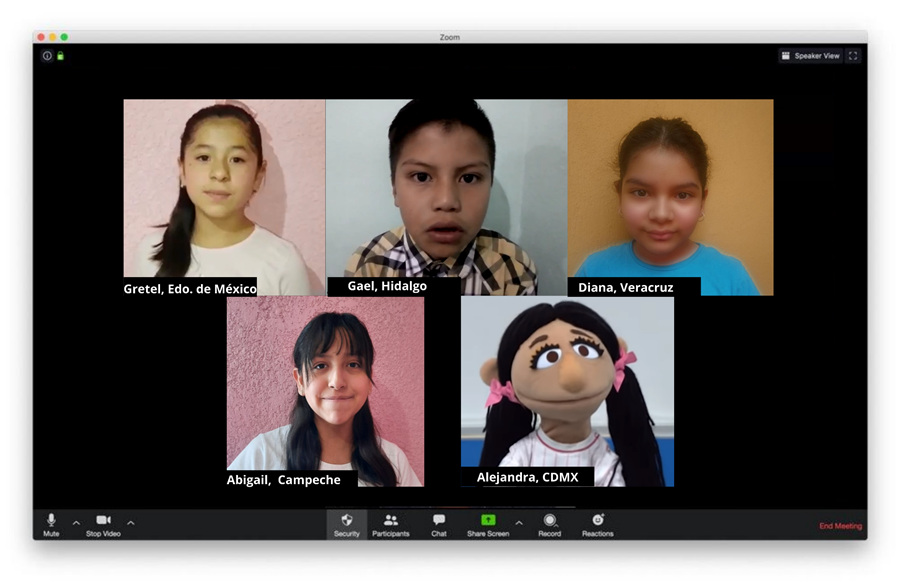 Zoom
Speaker View
Gretel, Edo. de México
Gael, Hidalgo
Diana, Veracruz
Abigail, Campeche
Alejandra, CDMX
Mute
Stop Video
Security
Participants
Chat
Share Screen
Record
Reactions
End Meeting